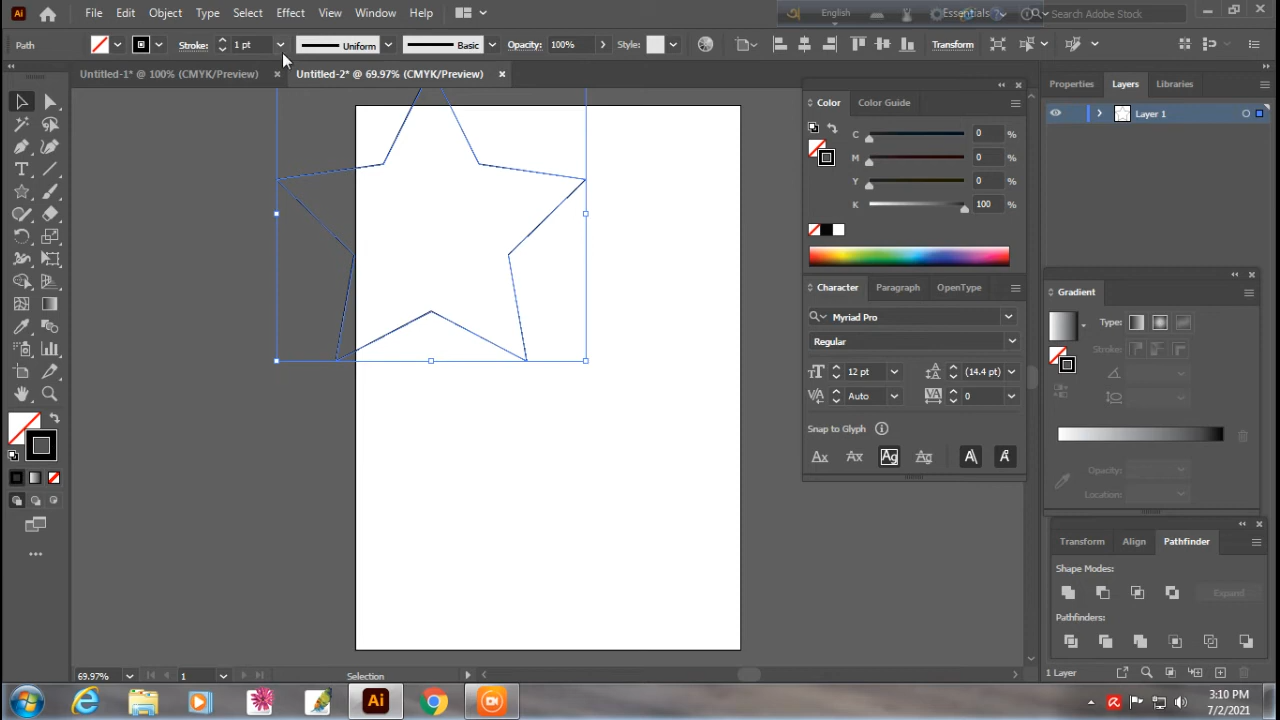 Ai File Edit Object Type Select Effect View Window Help English Essentials Search Adobe Stock
Path Stroke: 1 pt Uniform Basic Opacity: 100% Style: Transform
Untitled-1* @ 100% (CMYK/Preview) × Untitled-2* @ 69.97% (CMYK/Preview) ×
Properties Layers Libraries
Layer 1
Color Color Guide
C 0 %
M 0 %
Y 0 %
K 100 %
Character Paragraph OpenType
Myriad Pro
Regular
12 pt (14.4 pt)
Auto 0
Snap to Glyph
Gradient
Type:
Stroke:
Opacity:
Location:
Transform Align Pathfinder
Shape Modes:
Expand
Pathfinders:
1 Layer
69.97% 1 Selection
Ai
3:10 PM
7/2/2021